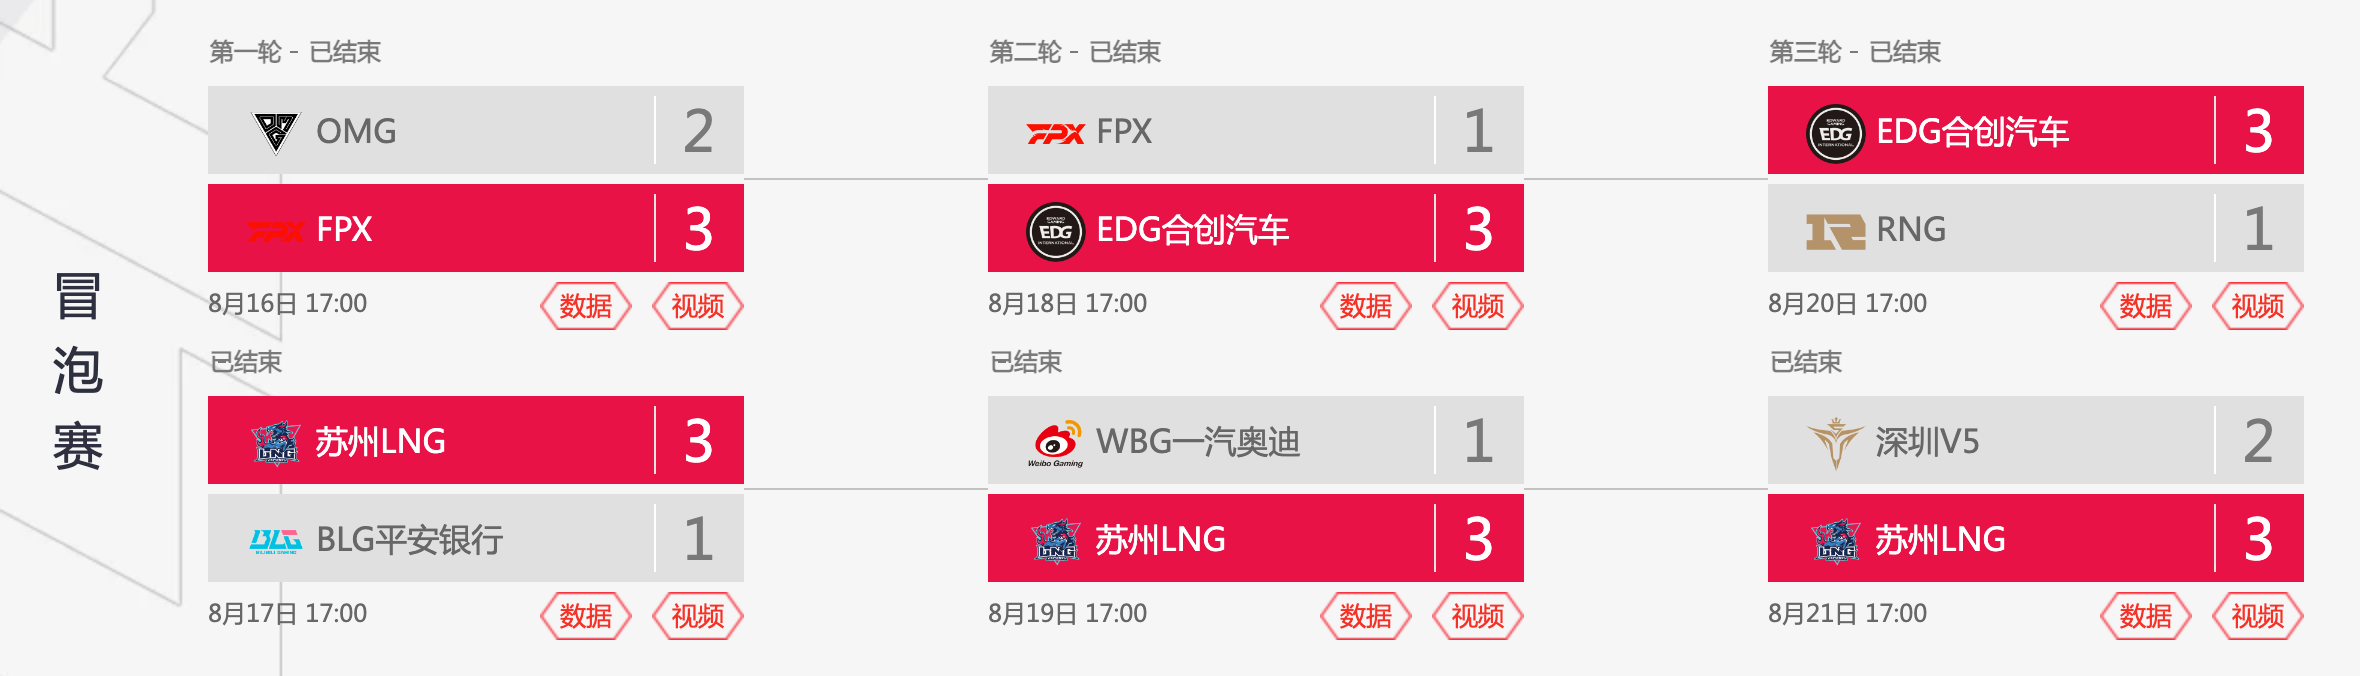 冒泡赛
第一轮 - 已结束
OMG 2
FPX 3
8月16日 17:00 数据 视频
已结束
苏州LNG 3
BLG平安银行 1
8月17日 17:00 数据 视频
第二轮 - 已结束
FPX 1
EDG合创汽车 3
8月18日 17:00 数据 视频
已结束
Weibo Gaming
WBG一汽奥迪 1
苏州LNG 3
8月19日 17:00 数据 视频
第三轮 - 已结束
EDG合创汽车 3
RNG 1
8月20日 17:00 数据 视频
已结束
深圳V5 2
苏州LNG 3
8月21日 17:00 数据 视频